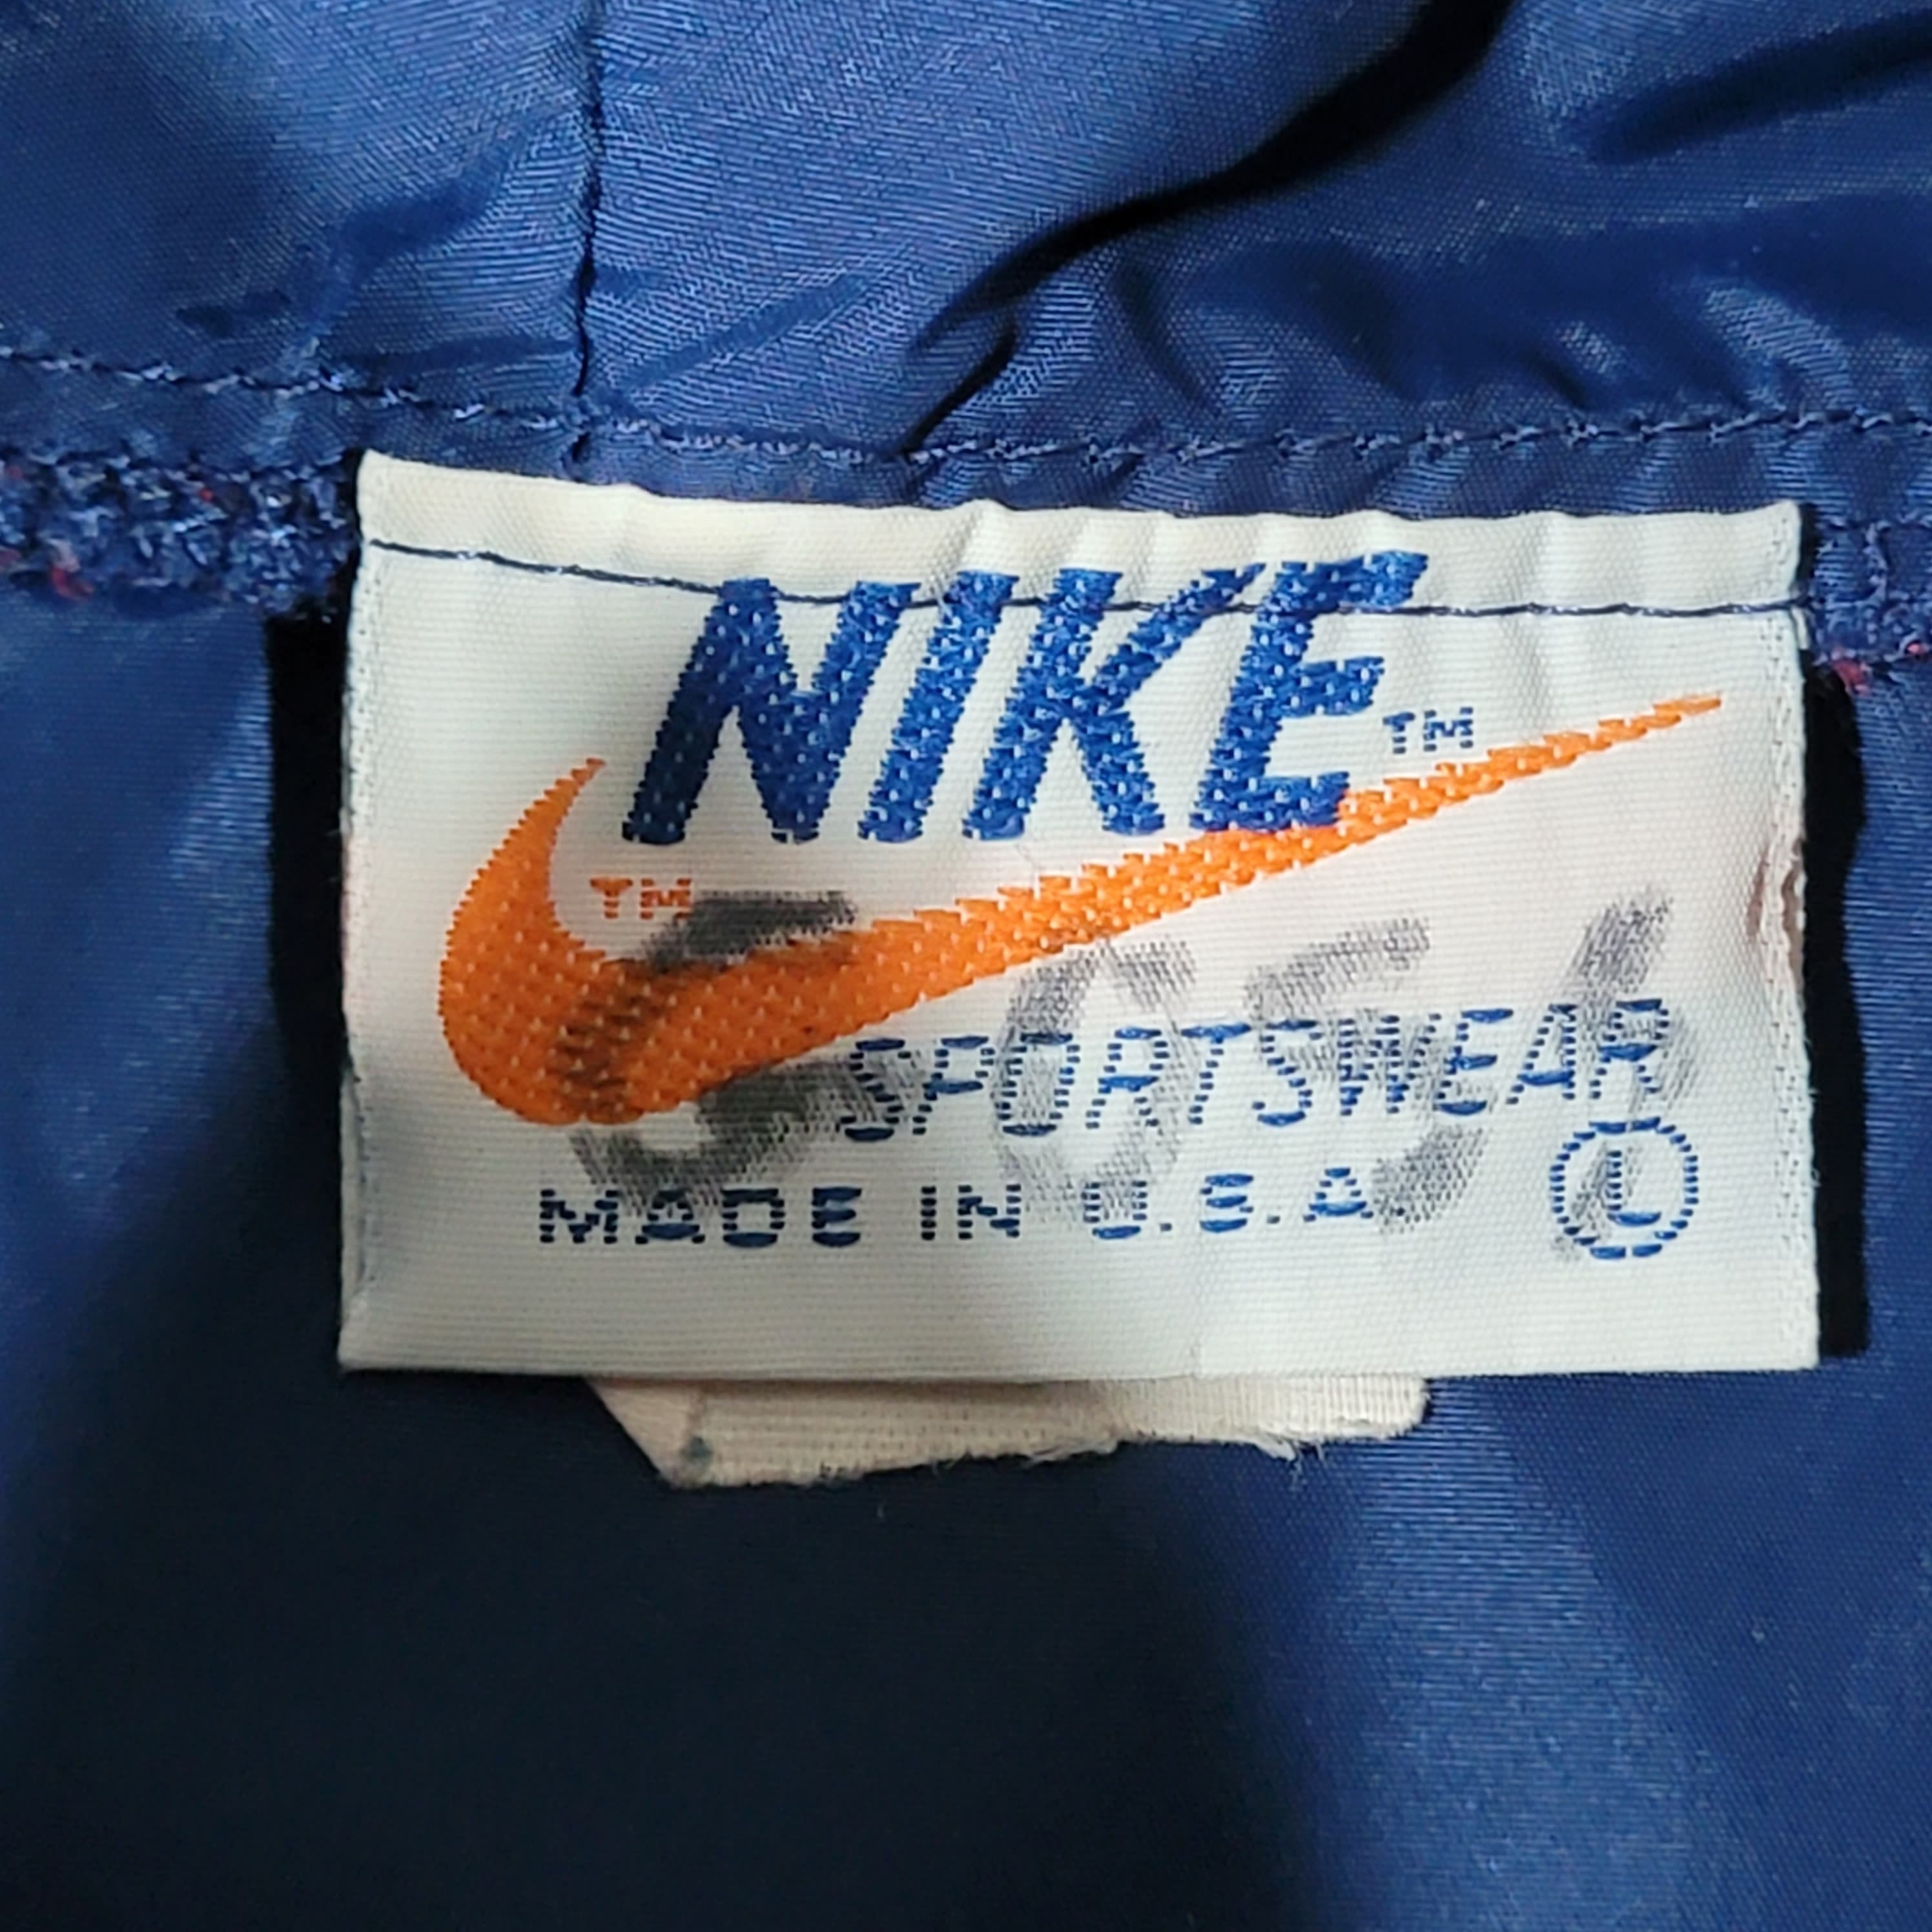 NIKE™
™
SPORTSWEAR
MADE IN U.S.A. Ⓛ